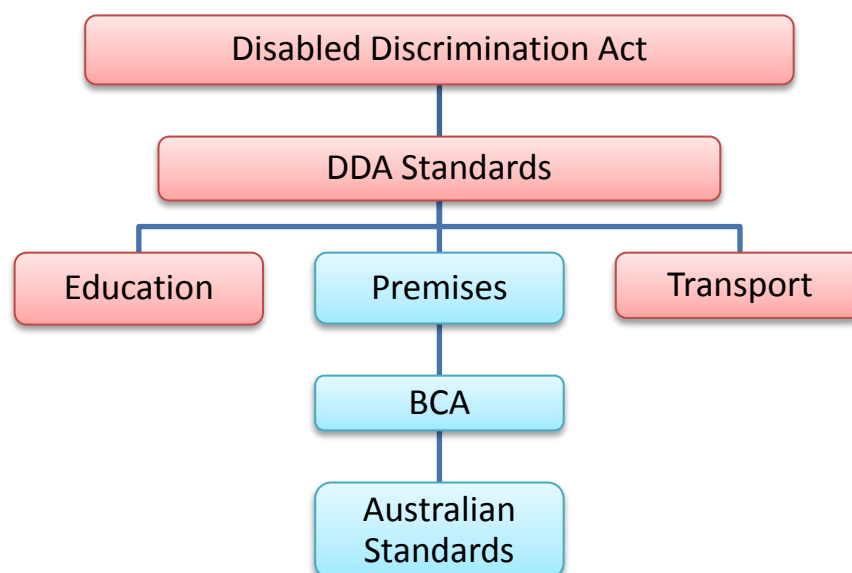 Disabled Discrimination Act
DDA Standards
Education
Premises
Transport
BCA
Australian
Standards